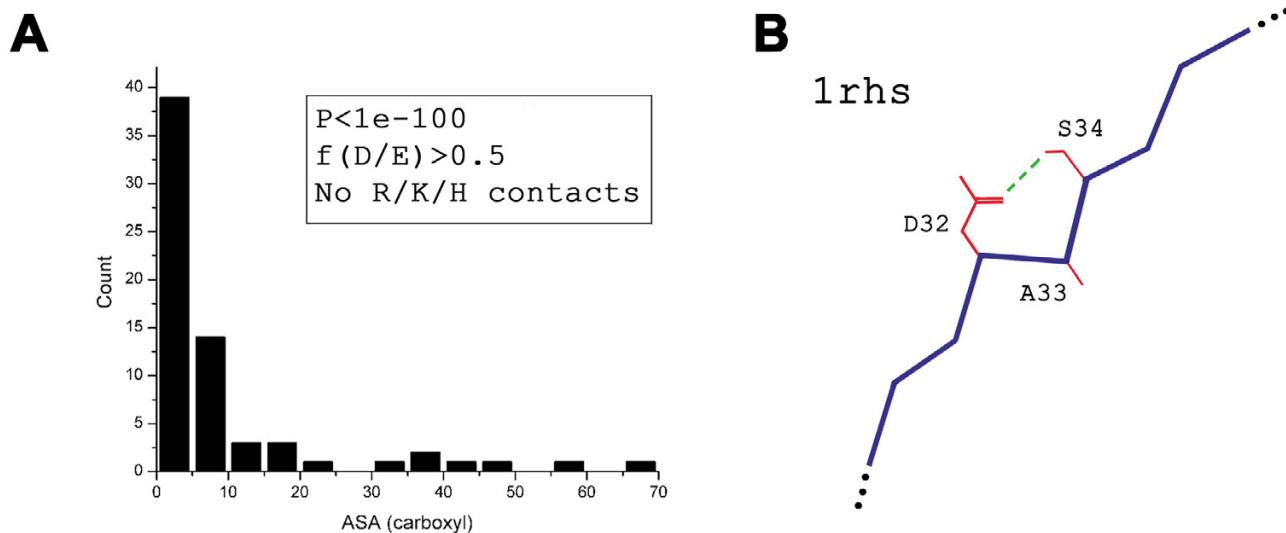 A
40
35
30
25
20
15
10
5
0
Count
P<1e-100
f(D/E)>0.5
No R/K/H contacts
0 10 20 30 40 50 60 70
ASA (carboxyl)
B
1rhs
S34
D32
A33